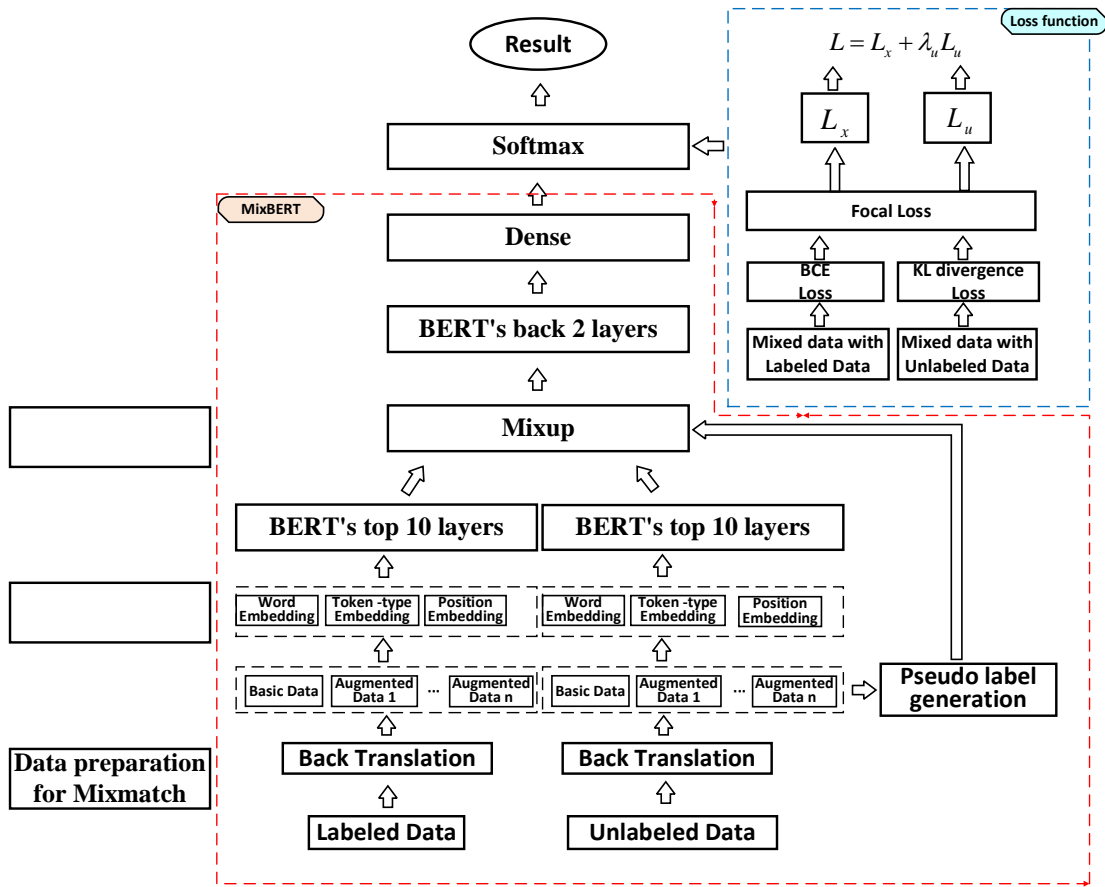 Loss function
Result
L = L_x + λ_u L_u
L_x
L_u
Softmax
MixBERT
Focal Loss
Dense
BCE
Loss
KL divergence
Loss
BERT's back 2 layers
Mixed data with
Labeled Data
Mixed data with
Unlabeled Data
Mixup
BERT's top 10 layers
BERT's top 10 layers
Word
Embedding
Token -type
Embedding
Position
Embedding
Word
Embedding
Token -type
Embedding
Position
Embedding
Basic Data
Augmented
Data 1
...
Augmented
Data n
Basic Data
Augmented
Data 1
...
Augmented
Data n
Pseudo label
generation
Data preparation
for Mixmatch
Back Translation
Back Translation
Labeled Data
Unlabeled Data